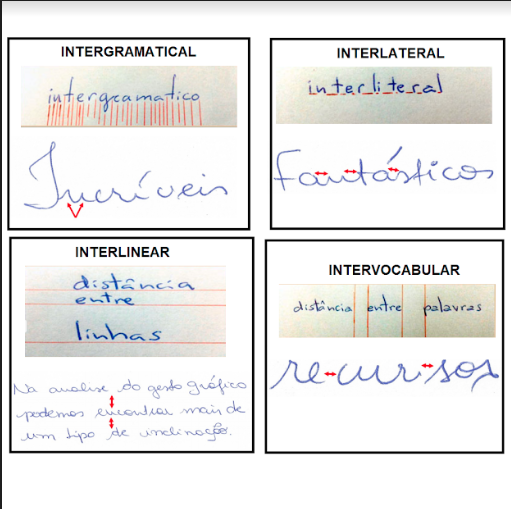 INTERGRAMATICAL
intergramatico
Incríveis
INTERLATERAL
interliteral
Fantásticos
INTERLINEAR
distância
entre
linhas
Na analise do gesto gráfico
podemos encontrar mais de
um tipo de inclinação.
INTERVOCABULAR
distância entre palavras
recursos